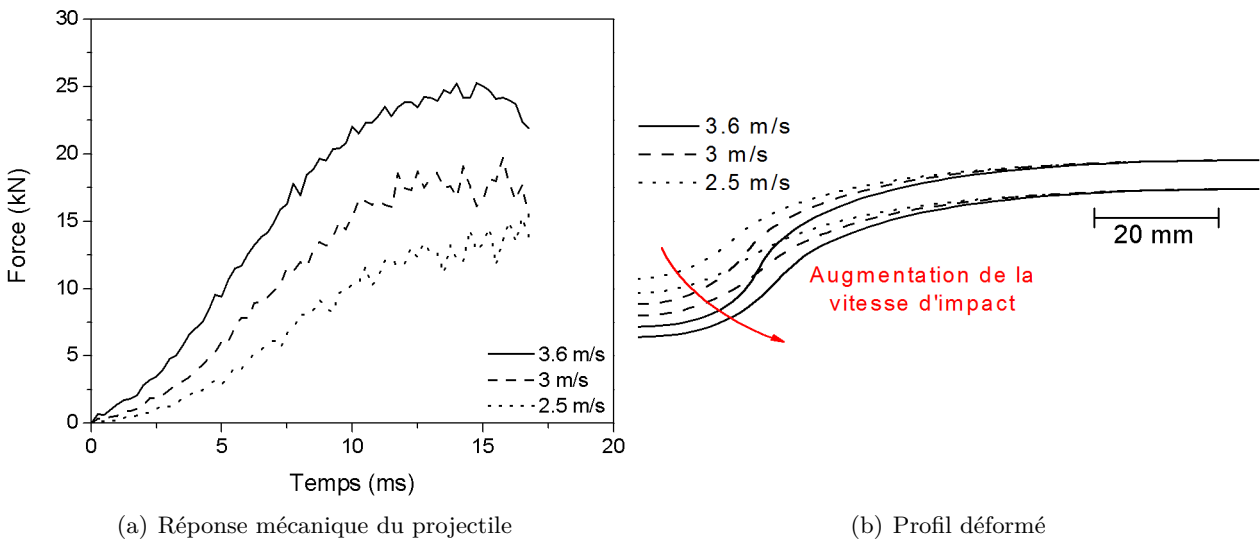 30
25
20
15
10
5
0
Force (kN)
0
5
10
15
20
Temps (ms)
3.6 m/s
3 m/s
2.5 m/s
(a) Réponse mécanique du projectile
3.6 m/s
3 m/s
2.5 m/s
20 mm
Augmentation de la
vitesse d'impact
(b) Profil déformé